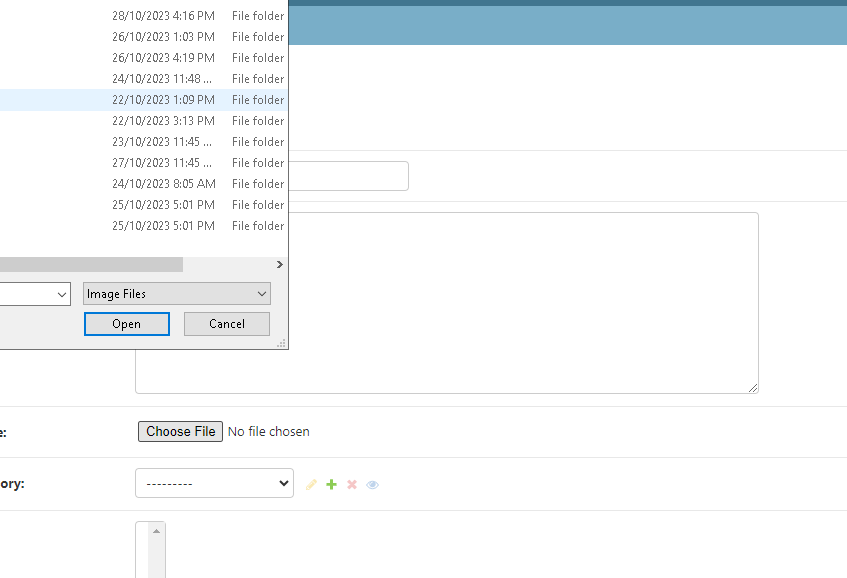 28/10/2023 4:16 PM File folder
26/10/2023 1:03 PM File folder
26/10/2023 4:19 PM File folder
24/10/2023 11:48 ... File folder
22/10/2023 1:09 PM File folder
22/10/2023 3:13 PM File folder
23/10/2023 11:45 ... File folder
27/10/2023 11:45 ... File folder
24/10/2023 8:05 AM File folder
25/10/2023 5:01 PM File folder
25/10/2023 5:01 PM File folder
Image Files
Open Cancel
e: Choose File No file chosen
ory: ---------